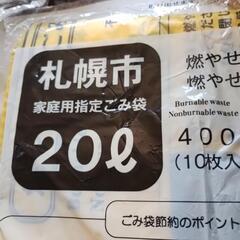 札幌市
家庭用指定ごみ袋
20ℓ
燃やせ
燃やせ
Burnable waste
Nonburnable waste
400
(10枚入
ごみ袋節約のポイント